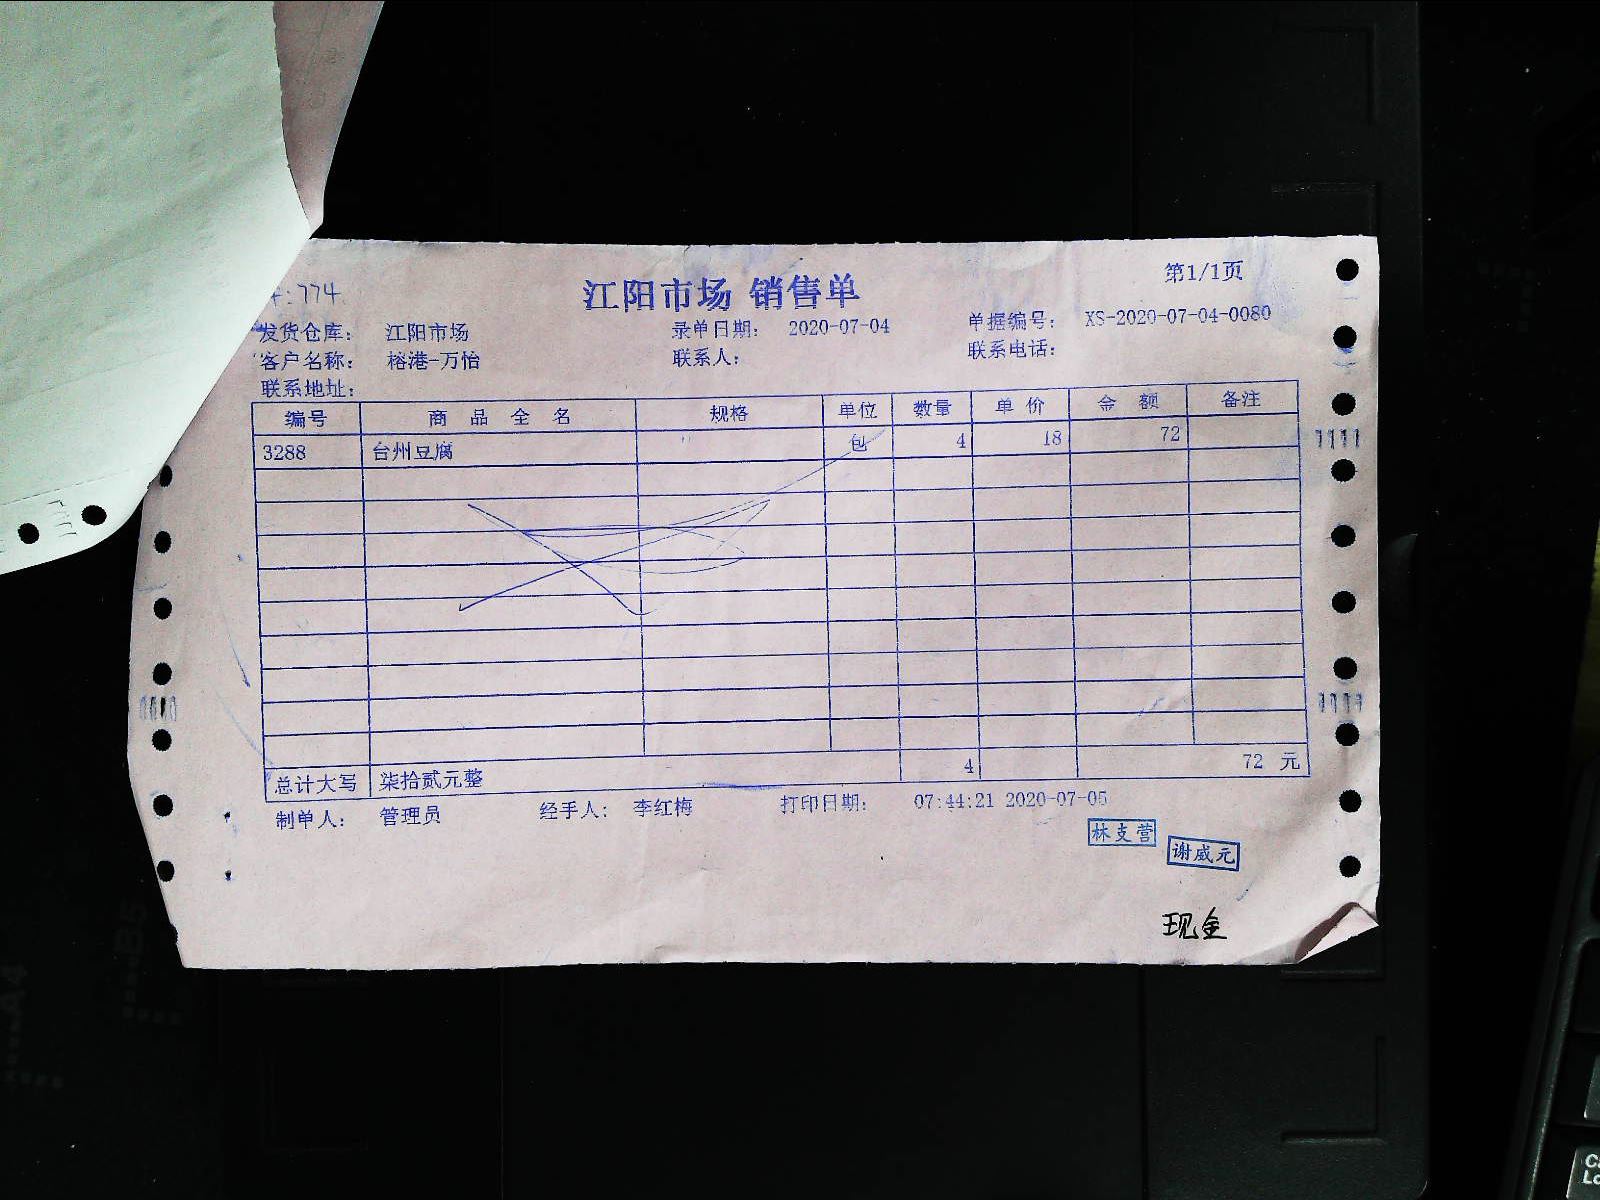 第1/1页
:774
江阳市场 销售单
发货仓库: 江阳市场 录单日期: 2020-07-04 单据编号: XS-2020-07-04-0080
客户名称: 榕港-万怡 联系人: 联系电话:
联系地址:
编号 商 品 全 名 规格 单位 数量 单 价 金 额 备注
3288 台州豆腐 包 4 18 72
总计大写 柒拾贰元整 4 72 元
制单人: 管理员 经手人: 李红梅 打印日期: 07:44:21 2020-07-05
林支营
谢威元
现金
B5
A4